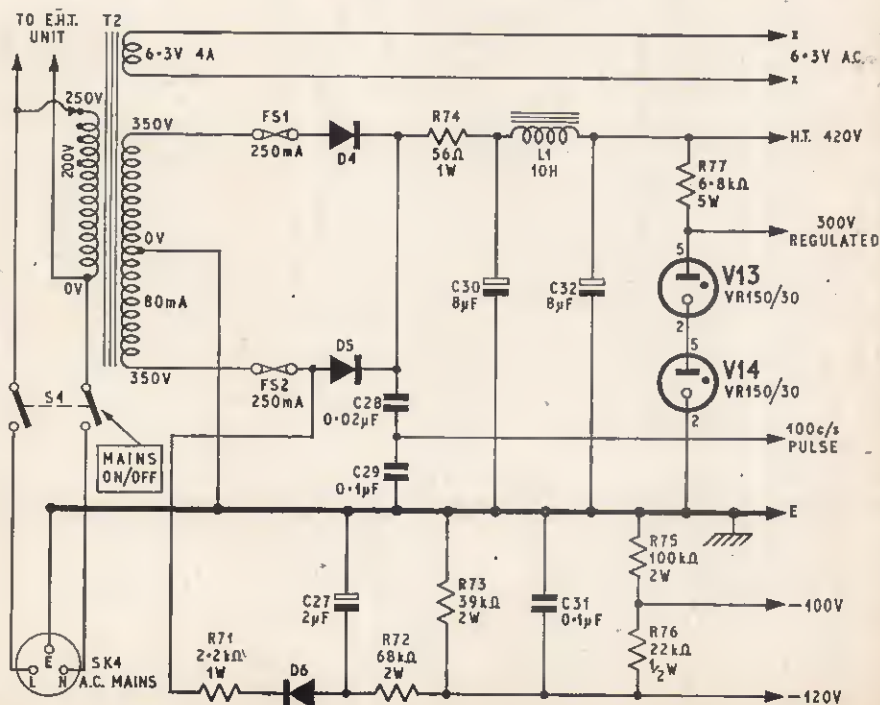 TO E.H.T.
UNIT
T2
6·3V 4A
x
6·3V A.C.
x
250V
200V
0V
350V
0V
80mA
350V
FS1
250mA
D4
R74
56Ω
1W
L1
10H
H.T. 420V
R77
6·8kΩ
5W
300V
REGULATED
C30
8µF
C32
8µF
5
V13
VR150/30
2
5
V14
VR150/30
2
FS2
250mA
D5
C28
0·02µF
C29
0·1µF
100c/s
PULSE
S4
MAINS
ON/OFF
E
C27
2µF
R73
39kΩ
2W
C31
0·1µF
R75
100kΩ
2W
-100V
R76
22kΩ
½W
-120V
R71
2·2kΩ
1W
D6
R72
68kΩ
2W
E
L
N
SK4
A.C. MAINS